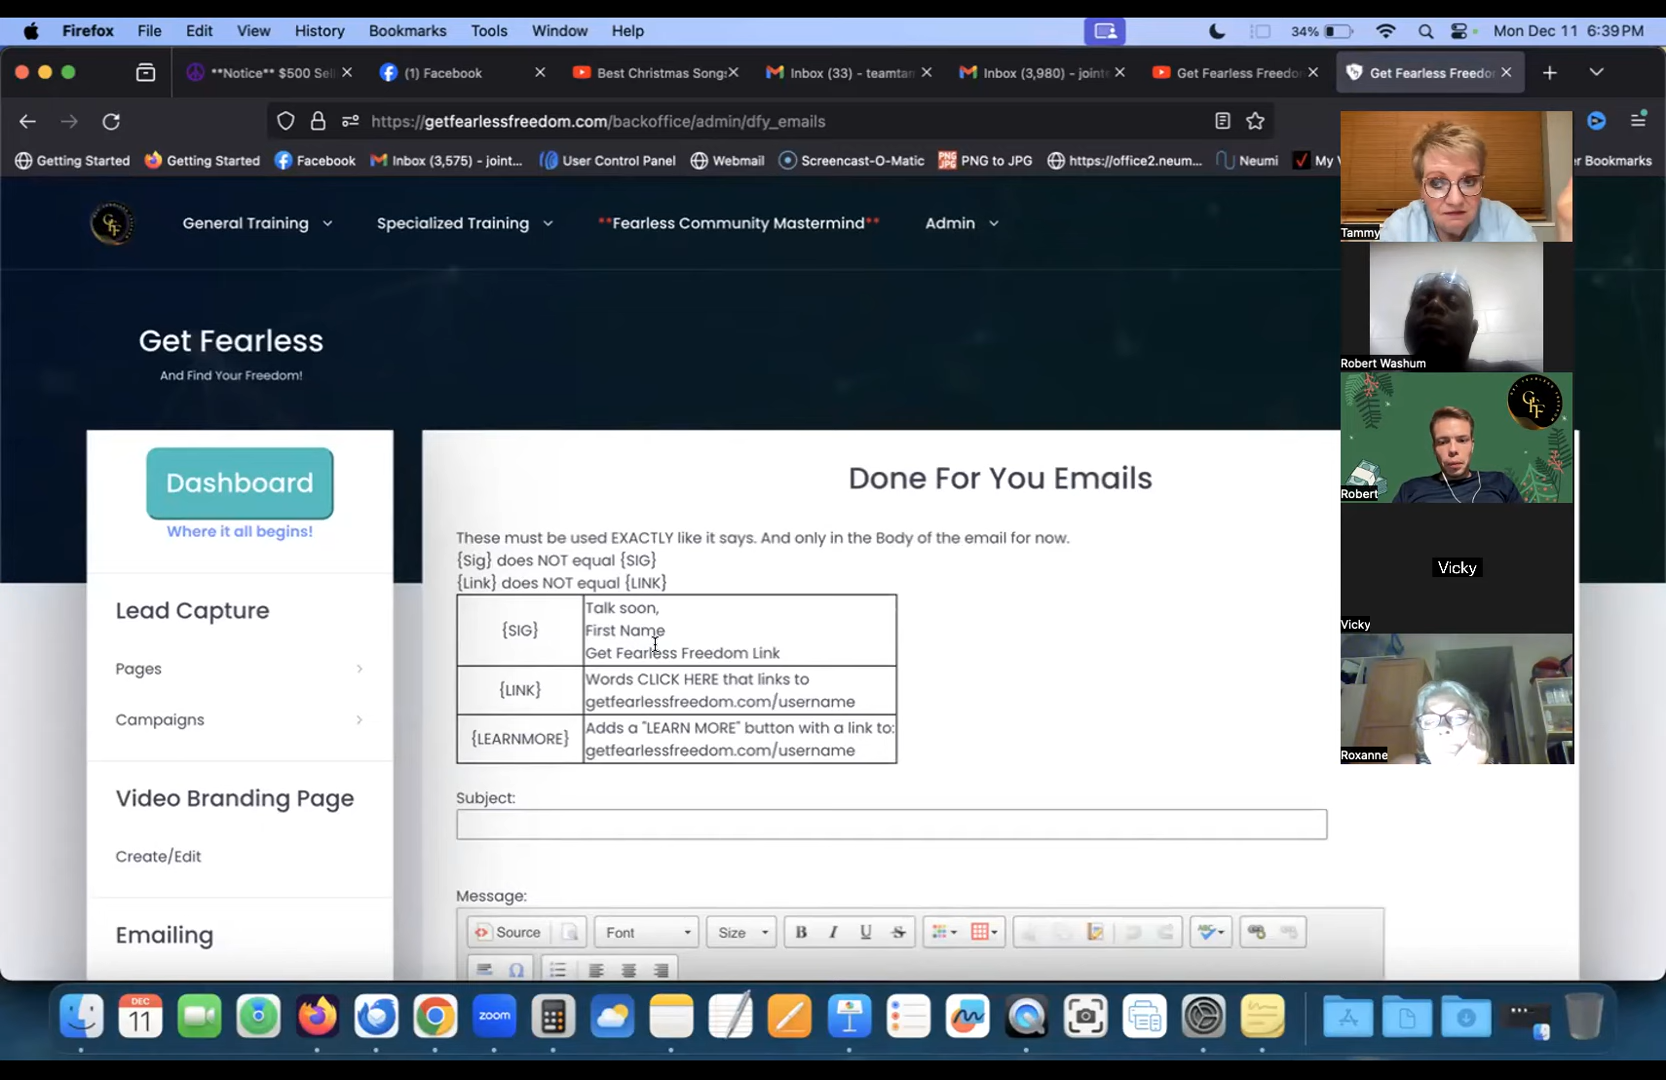 Firefox File Edit View History Bookmarks Tools Window Help 34% Mon Dec 11 6:39 PM
**Notice** $500 Sel (1) Facebook Best Christmas Song: Inbox (33) - teamtan Inbox (3,980) - joint Get Fearless Freedo Get Fearless Freedo
https://getfearlessfreedom.com/backoffice/admin/dfy_emails
Getting Started Getting Started Facebook Inbox (3,575) - joint... User Control Panel Webmail Screencast-O-Matic PNG to JPG https://office2.neum... Neumi My V r Bookmarks
General Training Specialized Training **Fearless Community Mastermind** Admin
Tammy
Get Fearless
And Find Your Freedom!
Robert Washum
GFF
Robert
Vicky
Vicky
Roxanne
Dashboard
Where it all begins!
Lead Capture
Pages
Campaigns
Video Branding Page
Create/Edit
Emailing
Done For You Emails
These must be used EXACTLY like it says. And only in the Body of the email for now.
{Sig} does NOT equal {SIG}
{Link} does NOT equal {LINK}
{SIG} Talk soon,
First Name
Get Fearless Freedom Link
{LINK} Words CLICK HERE that links to
getfearlessfreedom.com/username
{LEARNMORE} Adds a "LEARN MORE" button with a link to:
getfearlessfreedom.com/username
Subject:
Message:
Source Font Size B I U S ABC
DEC
11 zoom